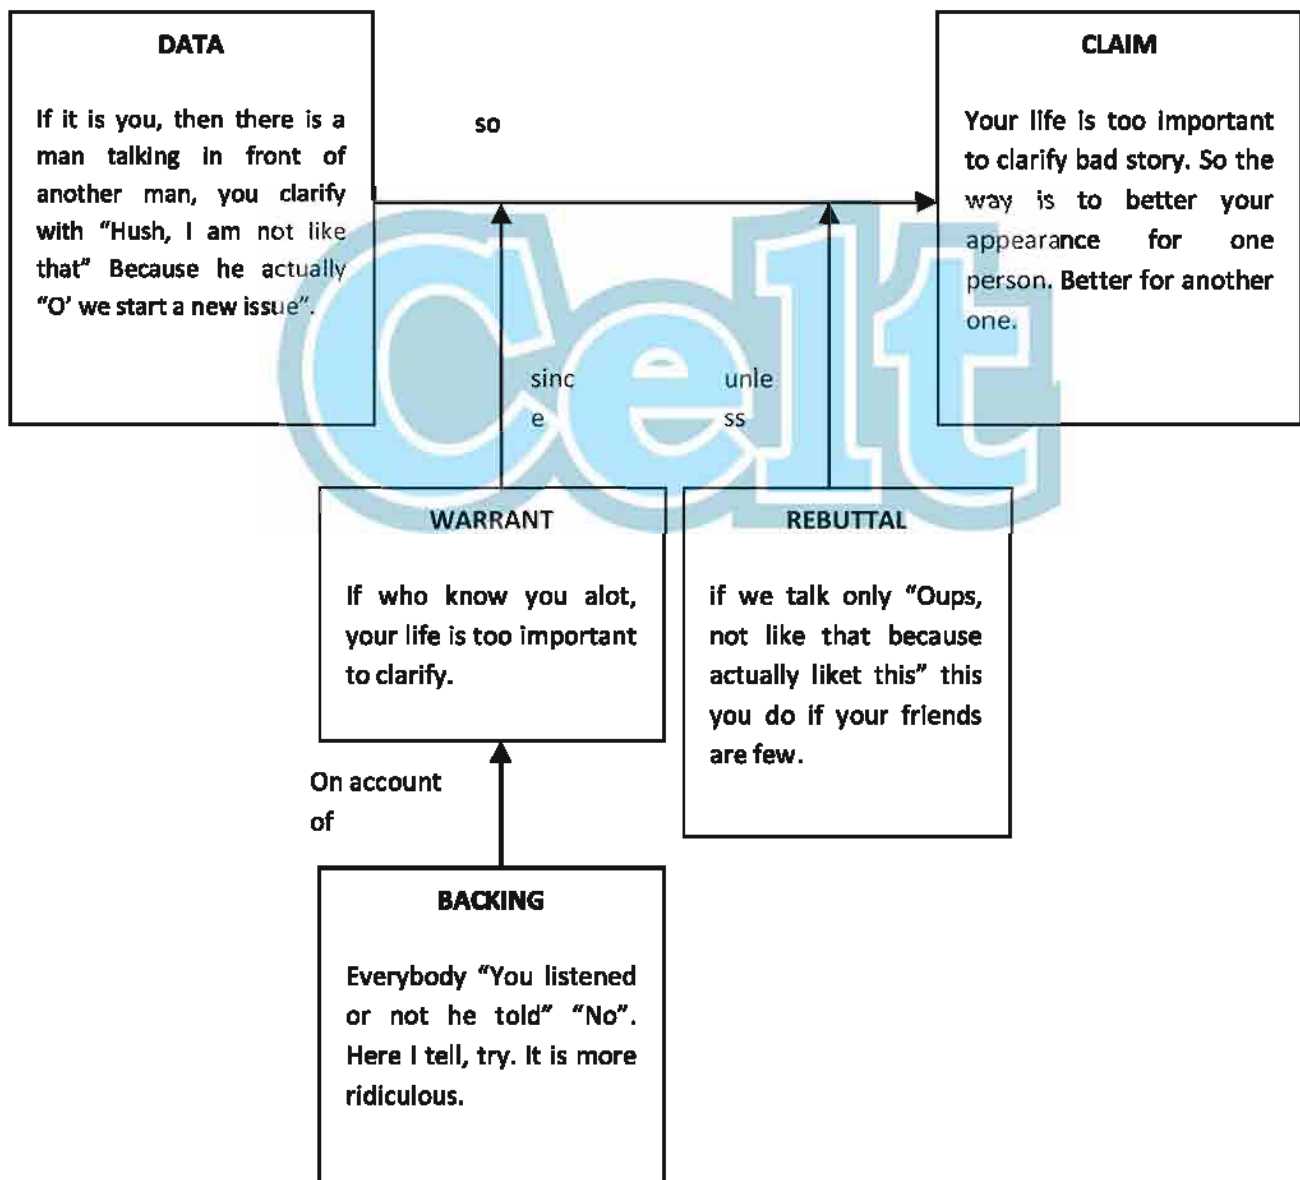 DATA
If it is you, then there is a
man talking in front of
another man, you clarify
with “Hush, I am not like
that” Because he actually
“O’ we start a new issue”.
so
CLAIM
Your life is too important
to clarify bad story. So the
way is to better your
appearance for one
person. Better for another
one.
Celt
sinc
e
unle
ss
WARRANT
If who know you alot,
your life is too important
to clarify.
REBUTTAL
if we talk only “Oups,
not like that because
actually liket this” this
you do if your friends
are few.
On account
of
BACKING
Everybody “You listened
or not he told” “No”.
Here I tell, try. It is more
ridiculous.